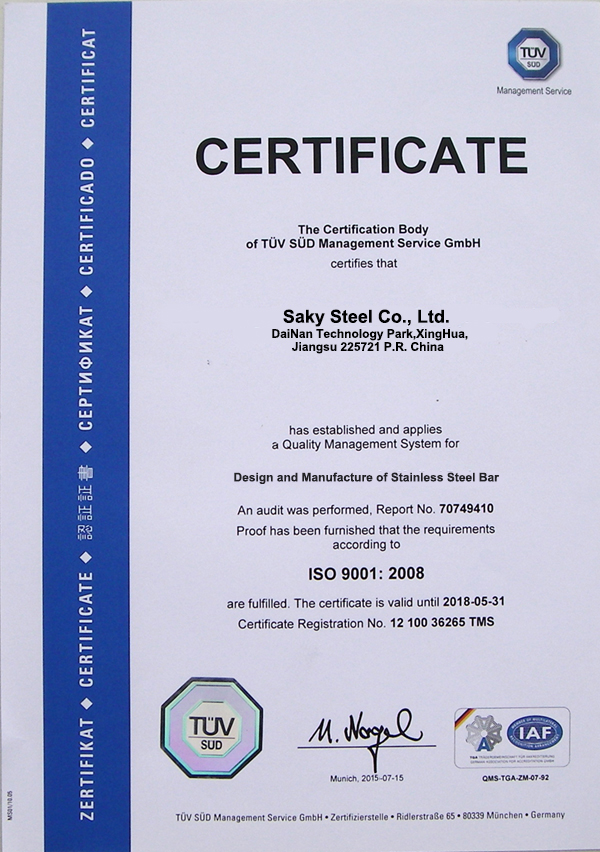 TÜV
SÜD
Management Service
CERTIFICATE
The Certification Body
of TÜV SÜD Management Service GmbH
certifies that
Saky Steel Co., Ltd.
DaiNan Technology Park,XingHua,
Jiangsu 225721 P.R. China
has established and applies
a Quality Management System for
Design and Manufacture of Stainless Steel Bar
An audit was performed, Report No. 70749410
Proof has been furnished that the requirements
according to
ISO 9001: 2008
are fulfilled. The certificate is valid until 2018-05-31
Certificate Registration No. 12 100 36265 TMS
TÜV
SÜD
M. Nagel
Munich, 2015-07-15
A
IAF
QMS-TGA-ZM-07-92
TÜV SÜD Management Service GmbH • Zertifizierstelle • Ridlerstraße 65 • 80339 München • Germany
ZERTIFIKAT ◆ CERTIFICATE ◆ 認証証書 ◆ СЕРТИФИКАТ ◆ CERTIFICADO ◆ CERTIFICAT